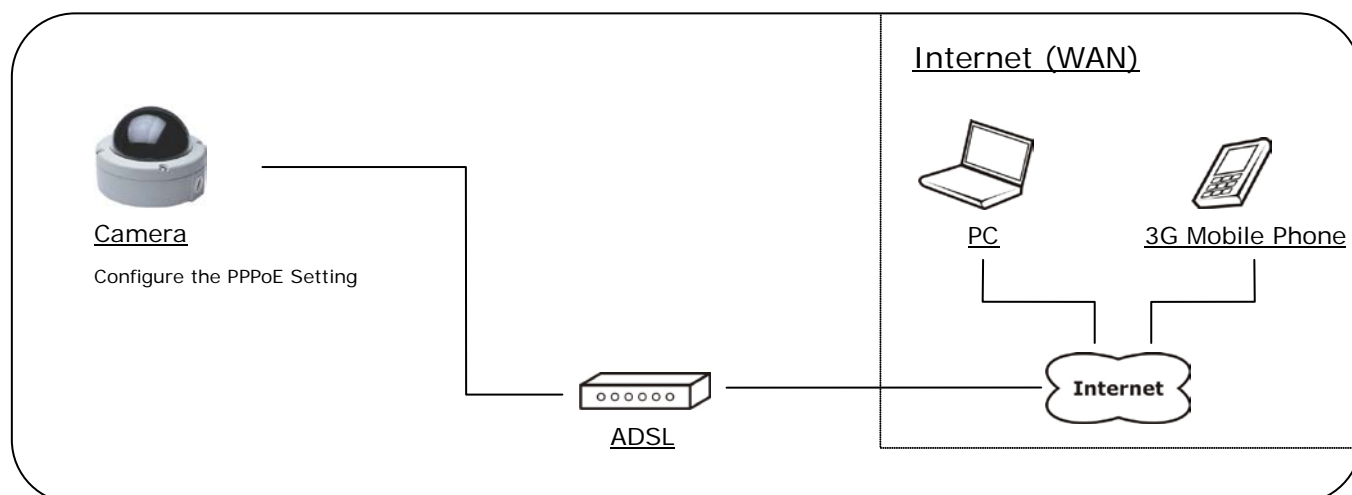 Internet (WAN)
Camera
Configure the PPPoE Setting
PC
3G Mobile Phone
Internet
ADSL